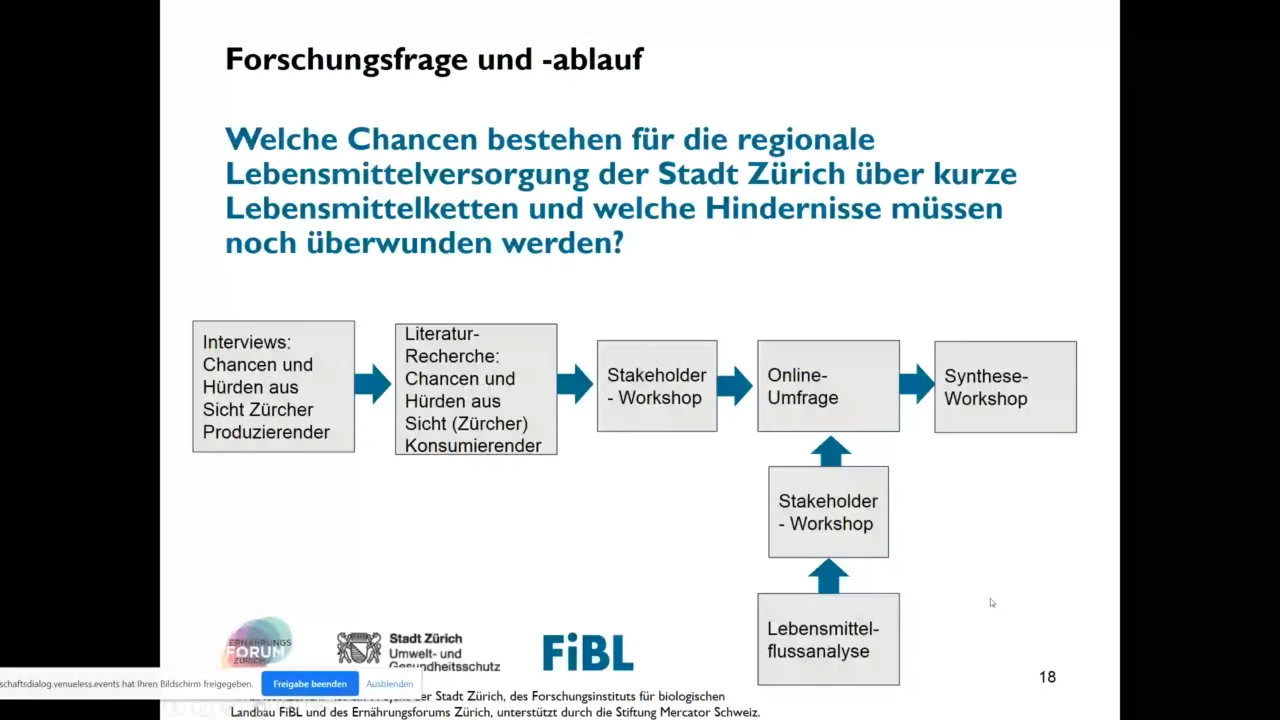 Forschungsfrage und -ablauf
Welche Chancen bestehen für die regionale
Lebensmittelversorgung der Stadt Zürich über kurze
Lebensmittelketten und welche Hindernisse müssen
noch überwunden werden?
Interviews:
Chancen und
Hürden aus
Sicht Zürcher
Produzierender
Literatur-
Recherche:
Chancen und
Hürden aus
Sicht (Zürcher)
Konsumierender
Stakeholder
- Workshop
Online-
Umfrage
Synthese-
Workshop
Stakeholder
- Workshop
Lebensmittel-
flussanalyse
ERNÄHRUNGS
FORUM
ZÜRICH
Stadt Zürich
Umwelt- und
Gesundheitsschutz
FiBL
18
schaftsdialog.venueless.events hat Ihren Bildschirm freigegeben.
Freigabe beenden
Ausblenden
der Stadt Zürich, des Forschungsinstituts für biologischen
Landbau FiBL und des Ernährungsforums Zürich, unterstützt durch die Stiftung Mercator Schweiz.